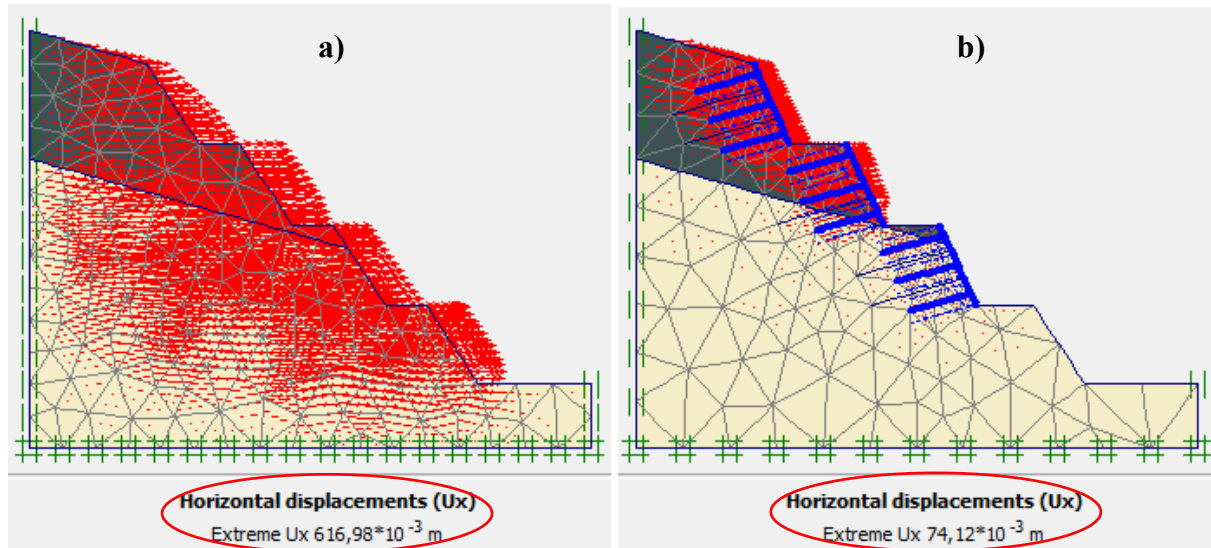 a)
b)
Horizontal displacements (Ux)
Extreme Ux 616,98*10 -3 m
Horizontal displacements (Ux)
Extreme Ux 74,12*10 -3 m